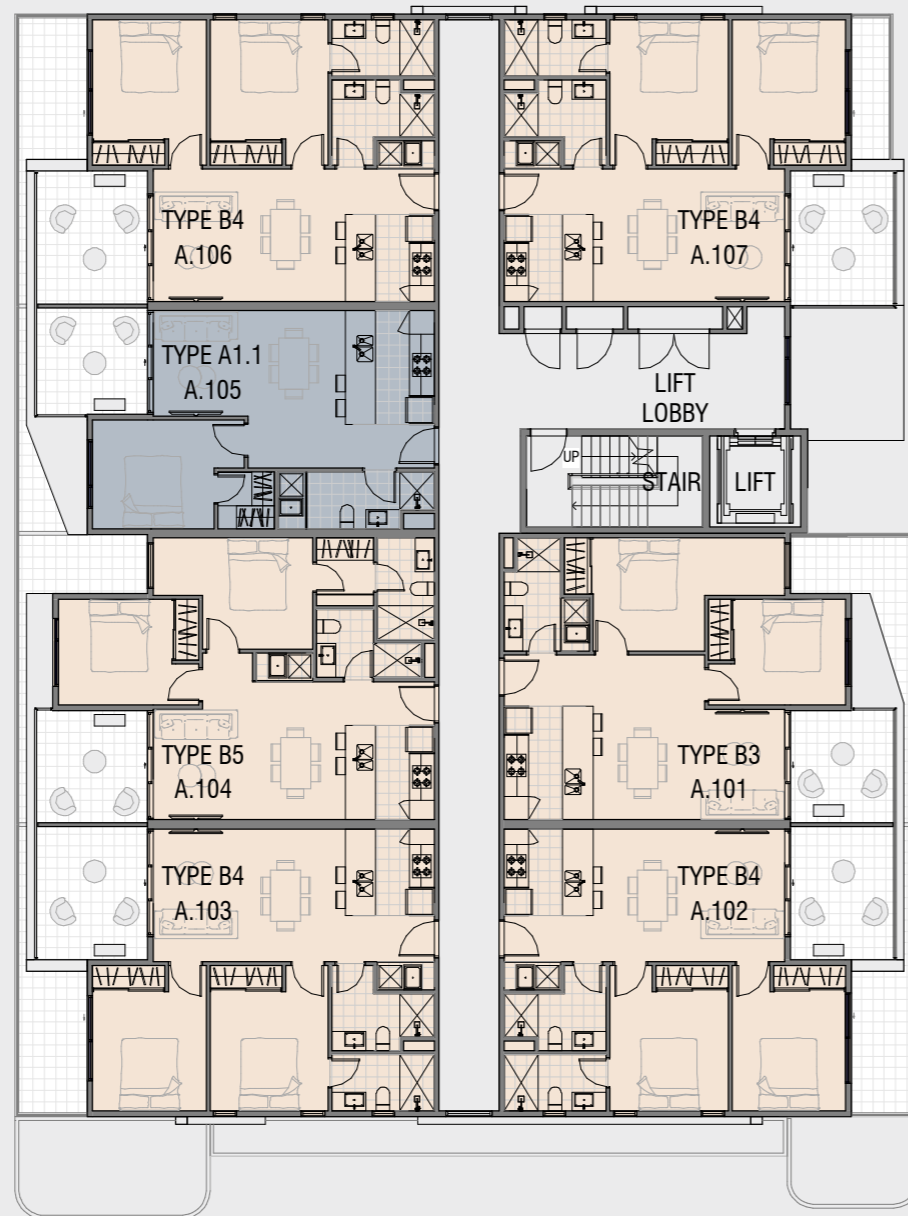 TYPE B4
A.106
TYPE B4
A.107
TYPE A1.1
A.105
LIFT
LOBBY
UP
STAIR
LIFT
TYPE B5
A.104
TYPE B3
A.101
TYPE B4
A.103
TYPE B4
A.102